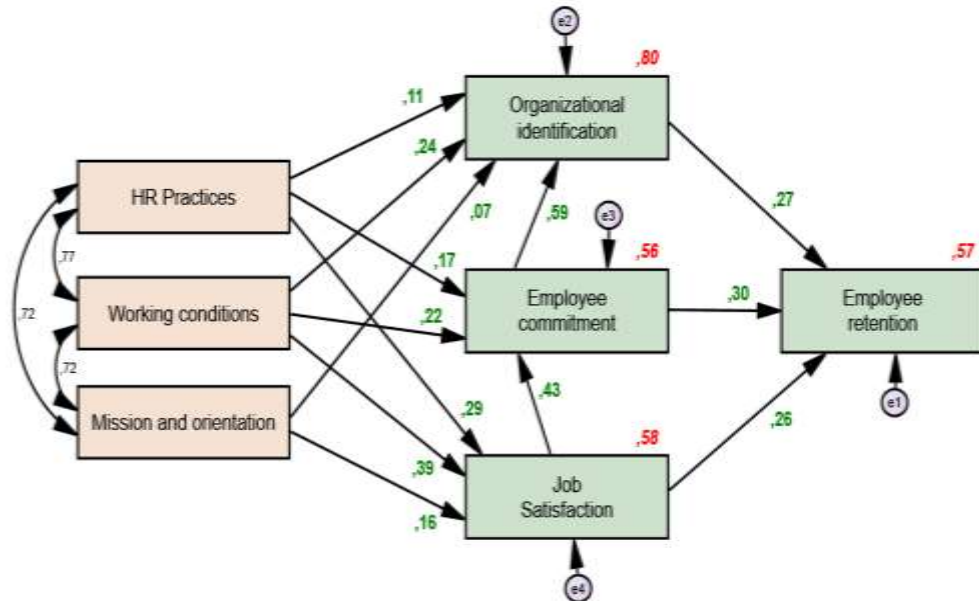 e2
,80
Organizational
identification
,11
,24
HR Practices
,07
,59
e3
,27
,77
,17
,56
,57
Working conditions
,22
Employee
commitment
,30
Employee
retention
,72
,72
Mission and orientation
,43
e1
,29
,58
,26
,39
Job
Satisfaction
,16
e4